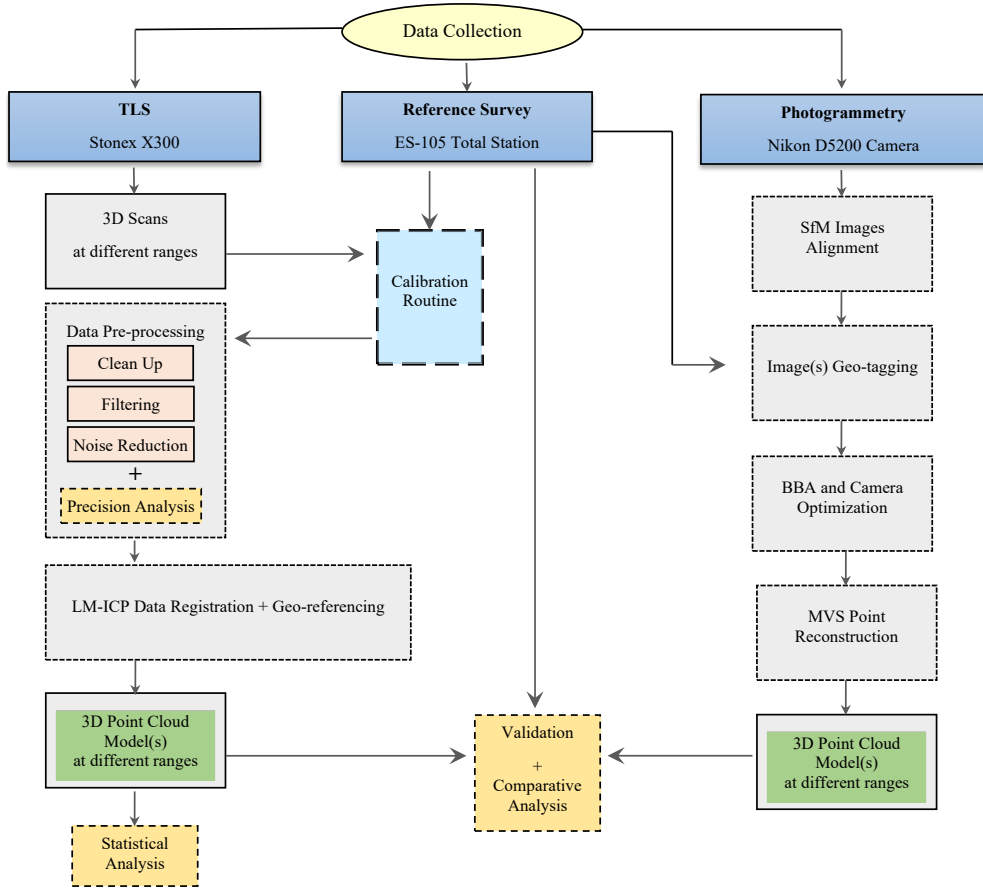 Data Collection
TLS
Stonex X300
Reference Survey
ES-105 Total Station
Photogrammetry
Nikon D5200 Camera
3D Scans
at different ranges
Calibration
Routine
SfM Images
Alignment
Data Pre-processing
Clean Up
Filtering
Noise Reduction
+
Precision Analysis
Image(s) Geo-tagging
BBA and Camera
Optimization
LM-ICP Data Registration + Geo-referencing
MVS Point
Reconstruction
3D Point Cloud
Model(s)
at different ranges
Validation
+
Comparative
Analysis
3D Point Cloud
Model(s)
at different ranges
Statistical
Analysis